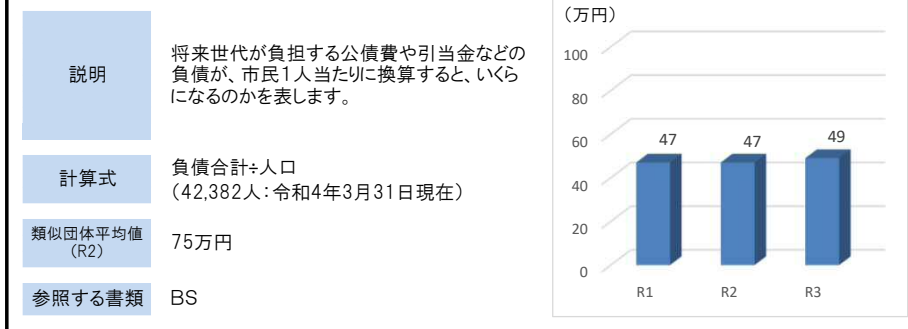 説明
将来世代が負担する公債費や引当金などの
負債が、市民1人当たりに換算すると、いくら
になるのかを表します。
計算式
負債合計÷人口
（42,382人：令和4年3月31日現在）
類似団体平均値
（R2）
75万円
参照する書類
BS
（万円）
100
80
60
40
20
0
47
47
49
R1
R2
R3